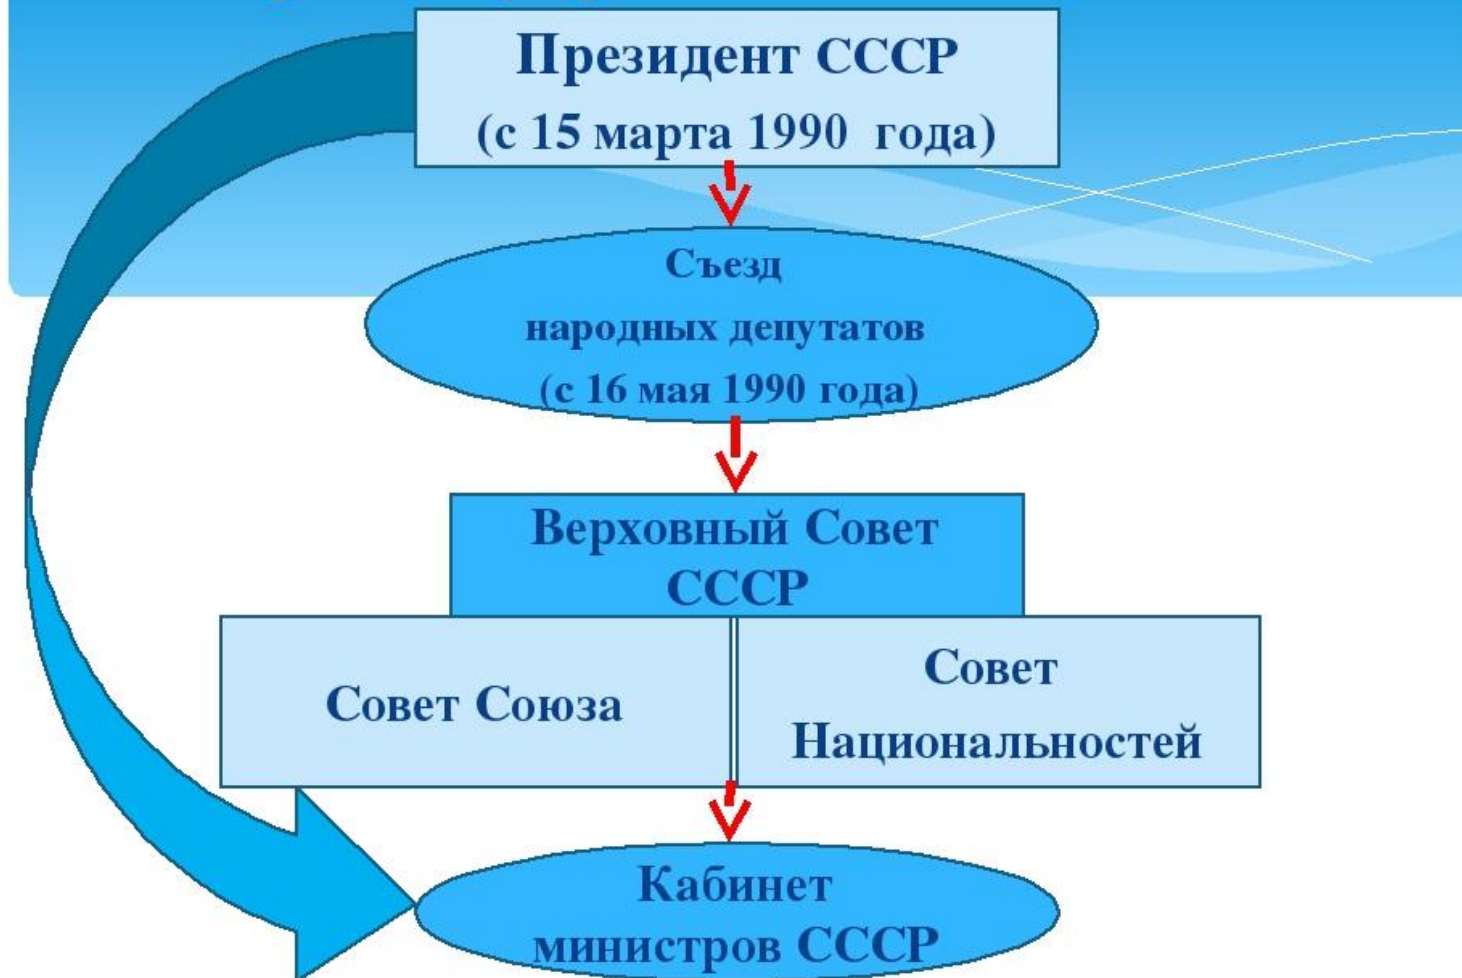 Президент СССР
(с 15 марта 1990 года)
Съезд
народных депутатов
(с 16 мая 1990 года)
Верховный Совет
СССР
Совет Союза
Совет
Национальностей
Кабинет
министров СССР